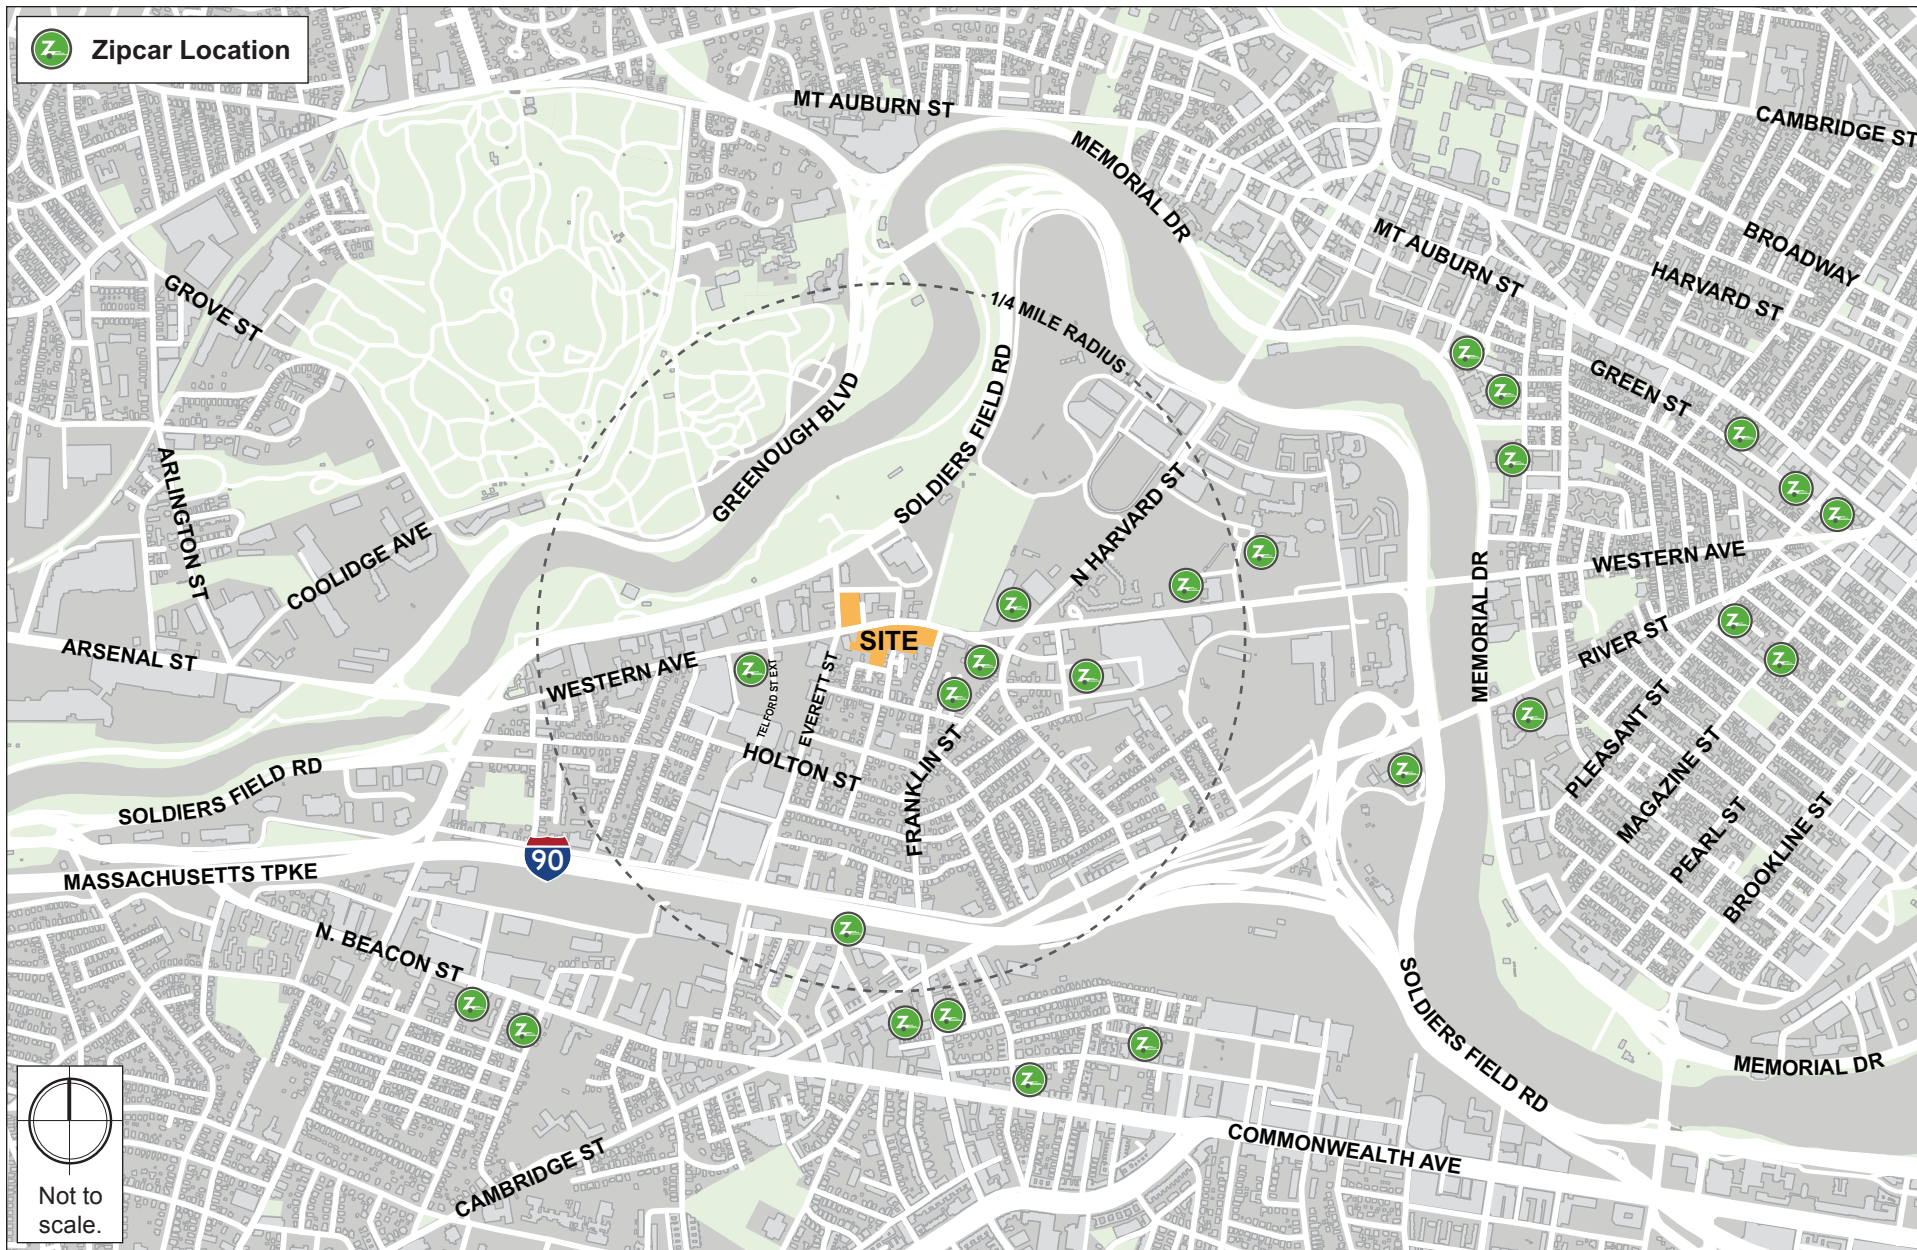 Zipcar Location
MT AUBURN ST
CAMBRIDGE ST
MEMORIAL DR
MT AUBURN ST
BROADWAY
HARVARD ST
GROVE ST
1/4 MILE RADIUS
GREENOUGH BLVD
SOLDIERS FIELD RD
GREEN ST
ARLINGTON ST
COOLIDGE AVE
N HARVARD ST
WESTERN AVE
MEMORIAL DR
RIVER ST
ARSENAL ST
SITE
WESTERN AVE
TELFORD ST EXT
EVERETT ST
HOLTON ST
FRANKLIN ST
PLEASANT ST
MAGAZINE ST
PEARL ST
BROOKLINE ST
SOLDIERS FIELD RD
90
MASSACHUSETTS TPKE
N. BEACON ST
SOLDIERS FIELD RD
MEMORIAL DR
CAMBRIDGE ST
COMMONWEALTH AVE
Not to
scale.